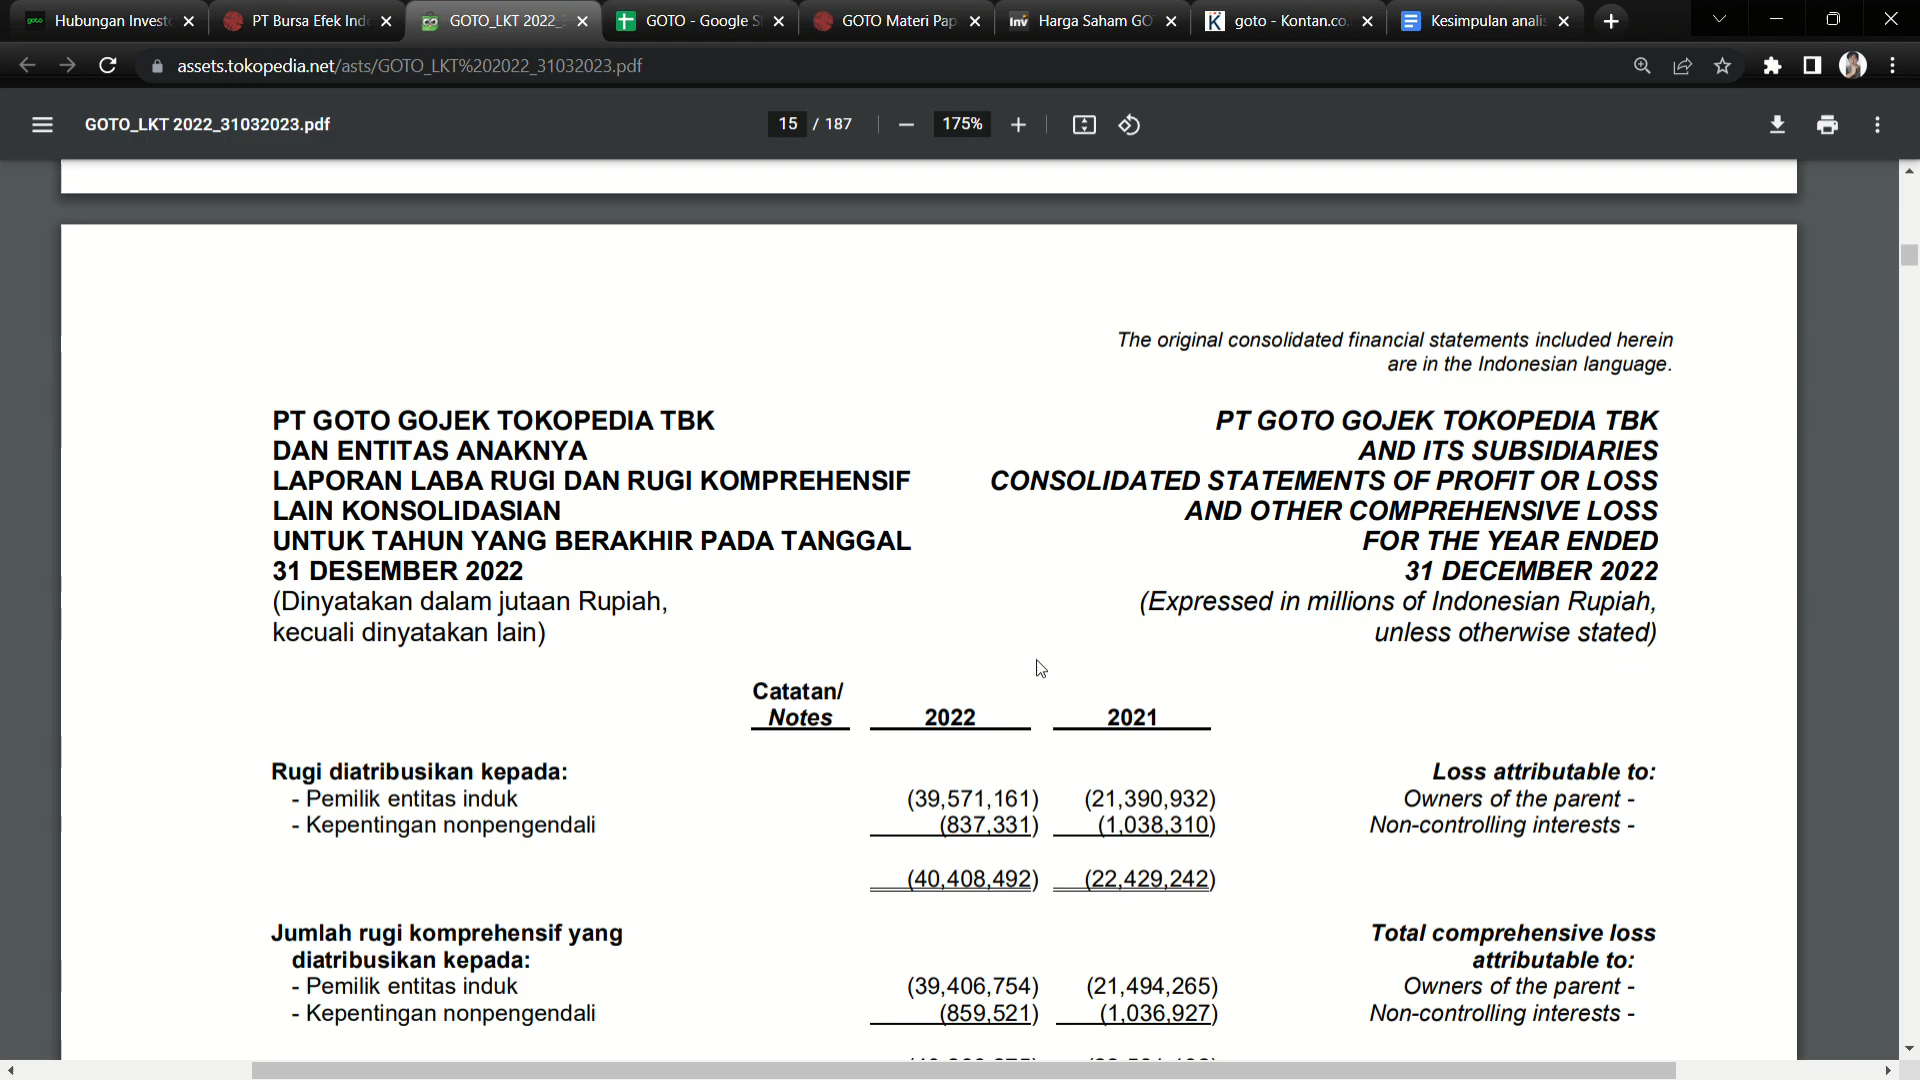 Hubungan Invest
PT Bursa Efek Ind
GOTO_LKT 2022_
GOTO - Google S
GOTO Materi Pap
Harga Saham GO
goto - Kontan.co.
Kesimpulan analis
assets.tokopedia.net/asts/GOTO_LKT%202022_31032023.pdf
GOTO_LKT 2022_31032023.pdf
15 / 187
175%
The original consolidated financial statements included herein
are in the Indonesian language.
PT GOTO GOJEK TOKOPEDIA TBK
DAN ENTITAS ANAKNYA
LAPORAN LABA RUGI DAN RUGI KOMPREHENSIF
LAIN KONSOLIDASIAN
UNTUK TAHUN YANG BERAKHIR PADA TANGGAL
31 DESEMBER 2022
(Dinyatakan dalam jutaan Rupiah,
kecuali dinyatakan lain)
PT GOTO GOJEK TOKOPEDIA TBK
AND ITS SUBSIDIARIES
CONSOLIDATED STATEMENTS OF PROFIT OR LOSS
AND OTHER COMPREHENSIVE LOSS
FOR THE YEAR ENDED
31 DECEMBER 2022
(Expressed in millions of Indonesian Rupiah,
unless otherwise stated)
Catatan/
Notes 2022 2021
Rugi diatribusikan kepada: Loss attributable to:
- Pemilik entitas induk (39,571,161) (21,390,932) Owners of the parent -
- Kepentingan nonpengendali (837,331) (1,038,310) Non-controlling interests -
(40,408,492) (22,429,242)
Jumlah rugi komprehensif yang Total comprehensive loss
diatribusikan kepada: attributable to:
- Pemilik entitas induk (39,406,754) (21,494,265) Owners of the parent -
- Kepentingan nonpengendali (859,521) (1,036,927) Non-controlling interests -